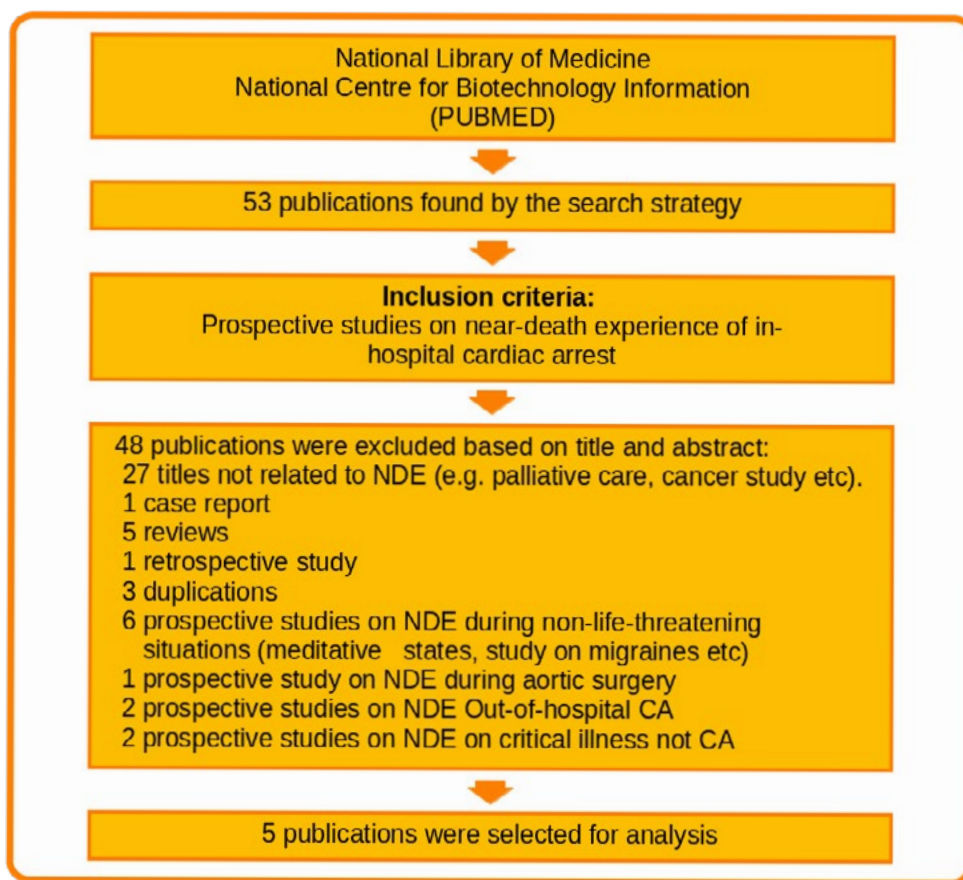 National Library of Medicine
National Centre for Biotechnology Information
(PUBMED)
53 publications found by the search strategy
Inclusion criteria:
Prospective studies on near-death experience of in-
hospital cardiac arrest
48 publications were excluded based on title and abstract:
27 titles not related to NDE (e.g. palliative care, cancer study etc).
1 case report
5 reviews
1 retrospective study
3 duplications
6 prospective studies on NDE during non-life-threatening
situations (meditative states, study on migraines etc)
1 prospective study on NDE during aortic surgery
2 prospective studies on NDE Out-of-hospital CA
2 prospective studies on NDE on critical illness not CA
5 publications were selected for analysis